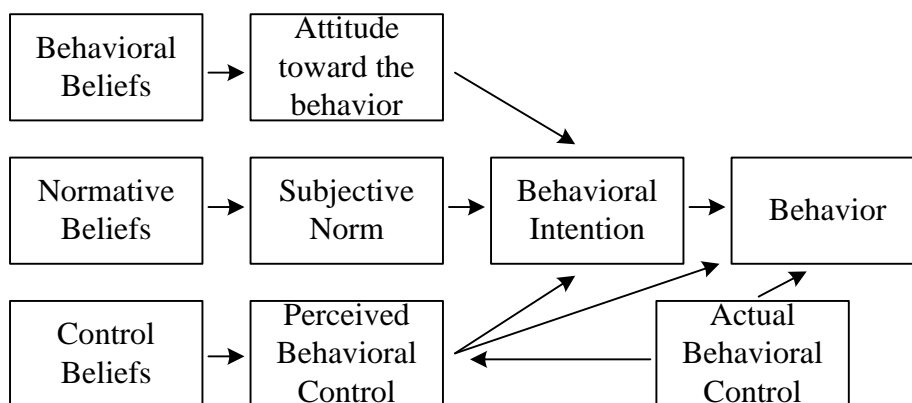 Behavioral
Beliefs
Attitude
toward the
behavior
Normative
Beliefs
Subjective
Norm
Behavioral
Intention
Behavior
Control
Beliefs
Perceived
Behavioral
Control
Actual
Behavioral
Control